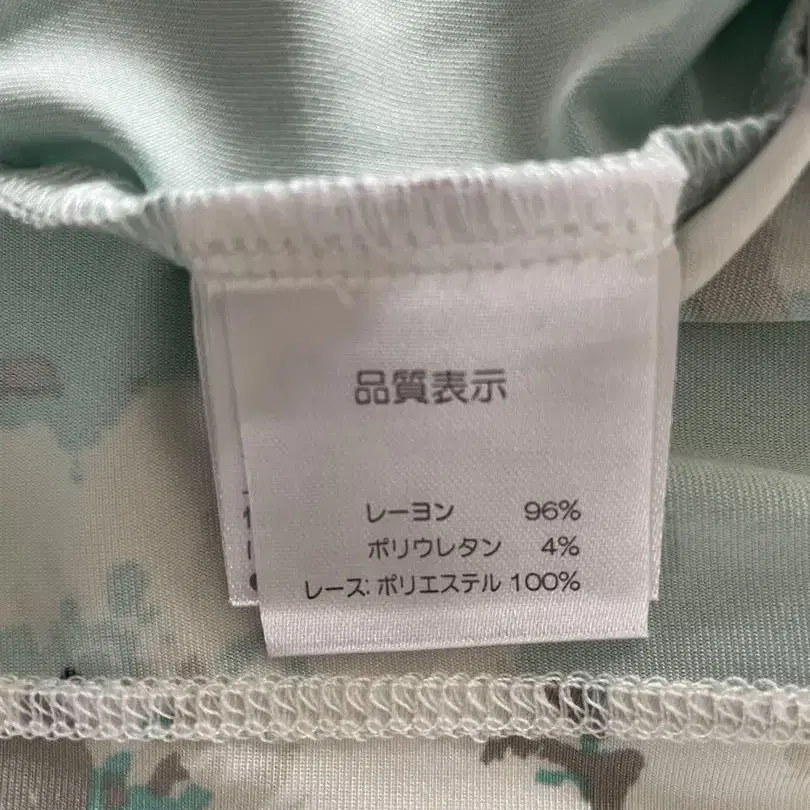 品質表示
レーヨン 96%
ポリウレタン 4%
レース: ポリエステル 100%